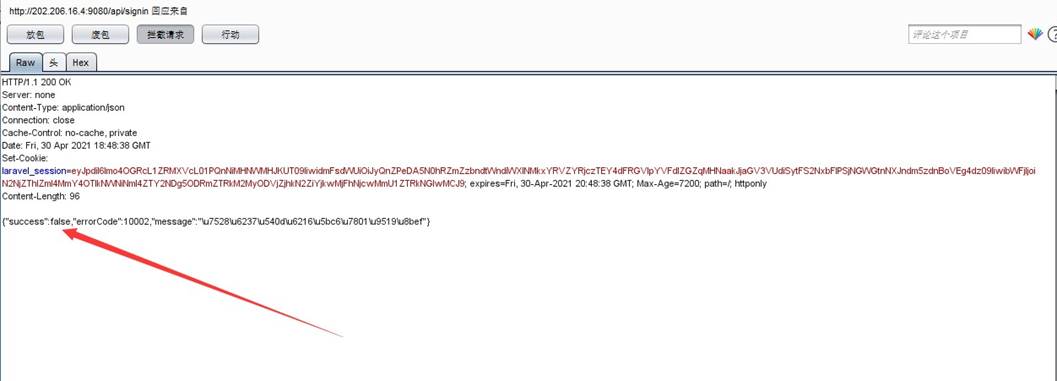 http://202.206.16.4:9080/api/signin 回应来自
放包 废包 拦截请求 行动 评论这个项目 ?
Raw 头 Hex
HTTP/1.1 200 OK
Server: none
Content-Type: application/json
Connection: close
Cache-Control: no-cache, private
Date: Fri, 30 Apr 2021 18:48:38 GMT
Set-Cookie:
expires=Fri, 30-Apr-2021 20:48:38 GMT; Max-Age=7200; path=/; httponly
Content-Length: 96
{"success":false,"errorCode":10002,"message":"\u7528\u6237\u540d\u6216\u5bc6\u7801\u9519\u8bef"}